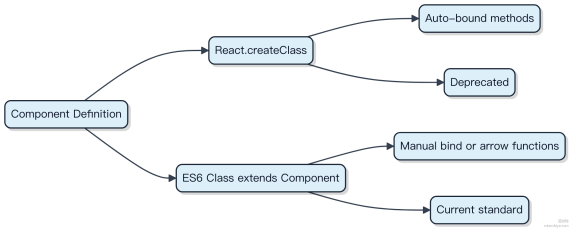 Auto-bound methods
React.createClass
Deprecated
Component Definition
Manual bind or arrow functions
ES6 Class extends Component
Current standard